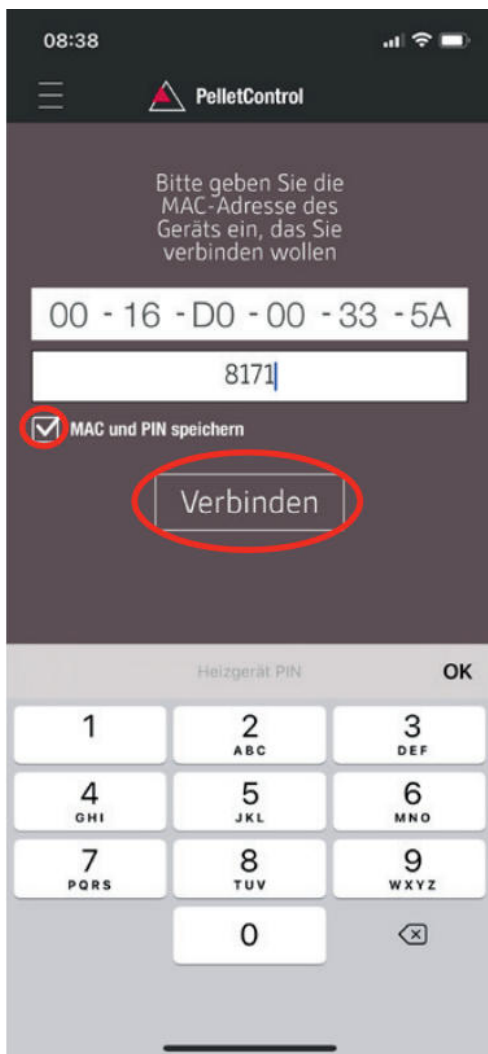 08:38
PelletControl
Bitte geben Sie die
MAC-Adresse des
Geräts ein, das Sie
verbinden wollen
00 - 16 - D0 - 00 - 33 - 5A
8171
MAC und PIN speichern
Verbinden
Heizgerät PIN OK
1 2 3
ABC DEF
4 5 6
GHI JKL MNO
7 8 9
PQRS TUV WXYZ
0